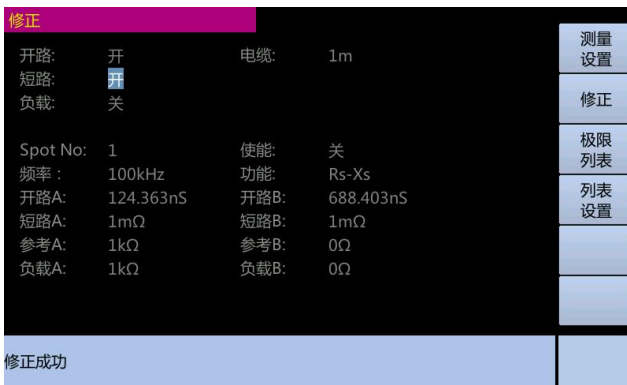 修正
开路: 开 电缆: 1m
短路: 开
负载: 关
Spot No: 1 使能: 关
频率： 100kHz 功能: Rs-Xs
开路A: 124.363nS 开路B: 688.403nS
短路A: 1mΩ 短路B: 1mΩ
参考A: 1kΩ 参考B: 0Ω
负载A: 1kΩ 负载B: 0Ω
测量
设置
修正
极限
列表
列表
设置
修正成功